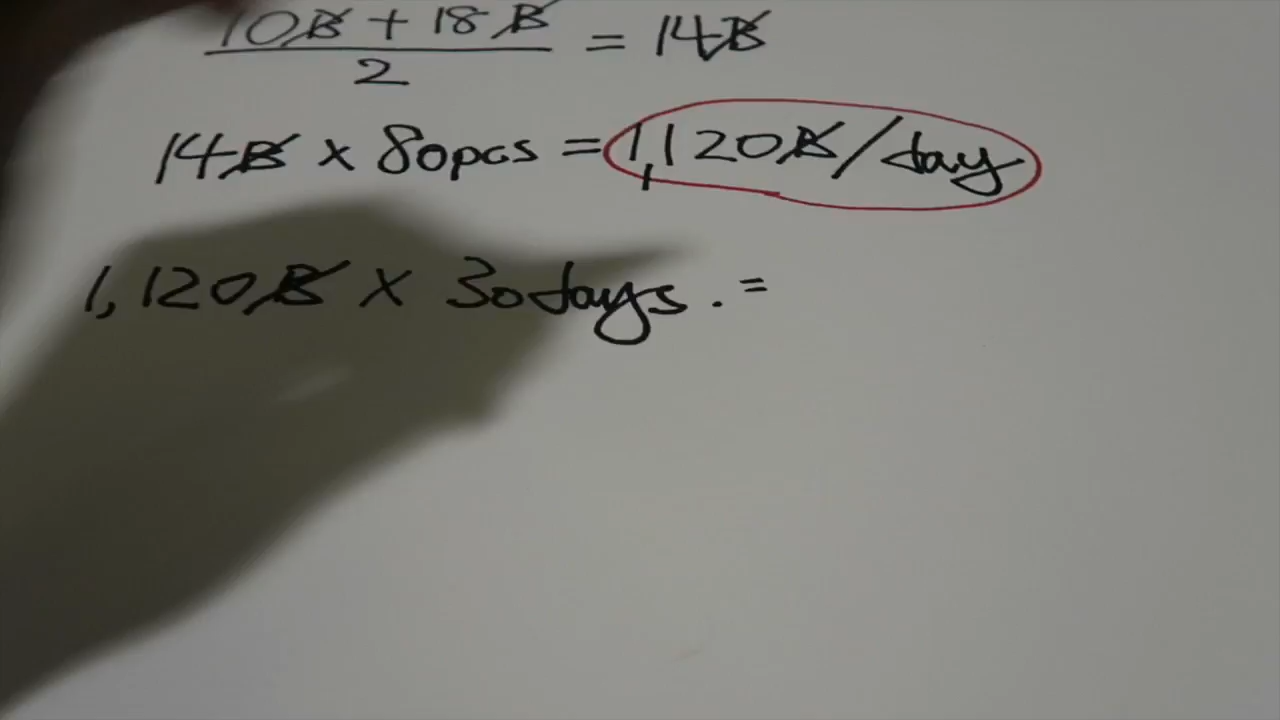 10฿ + 18฿ / 2 = 14฿
14฿ x 80pcs = 1,120฿/day
1,120฿ x 30days. =